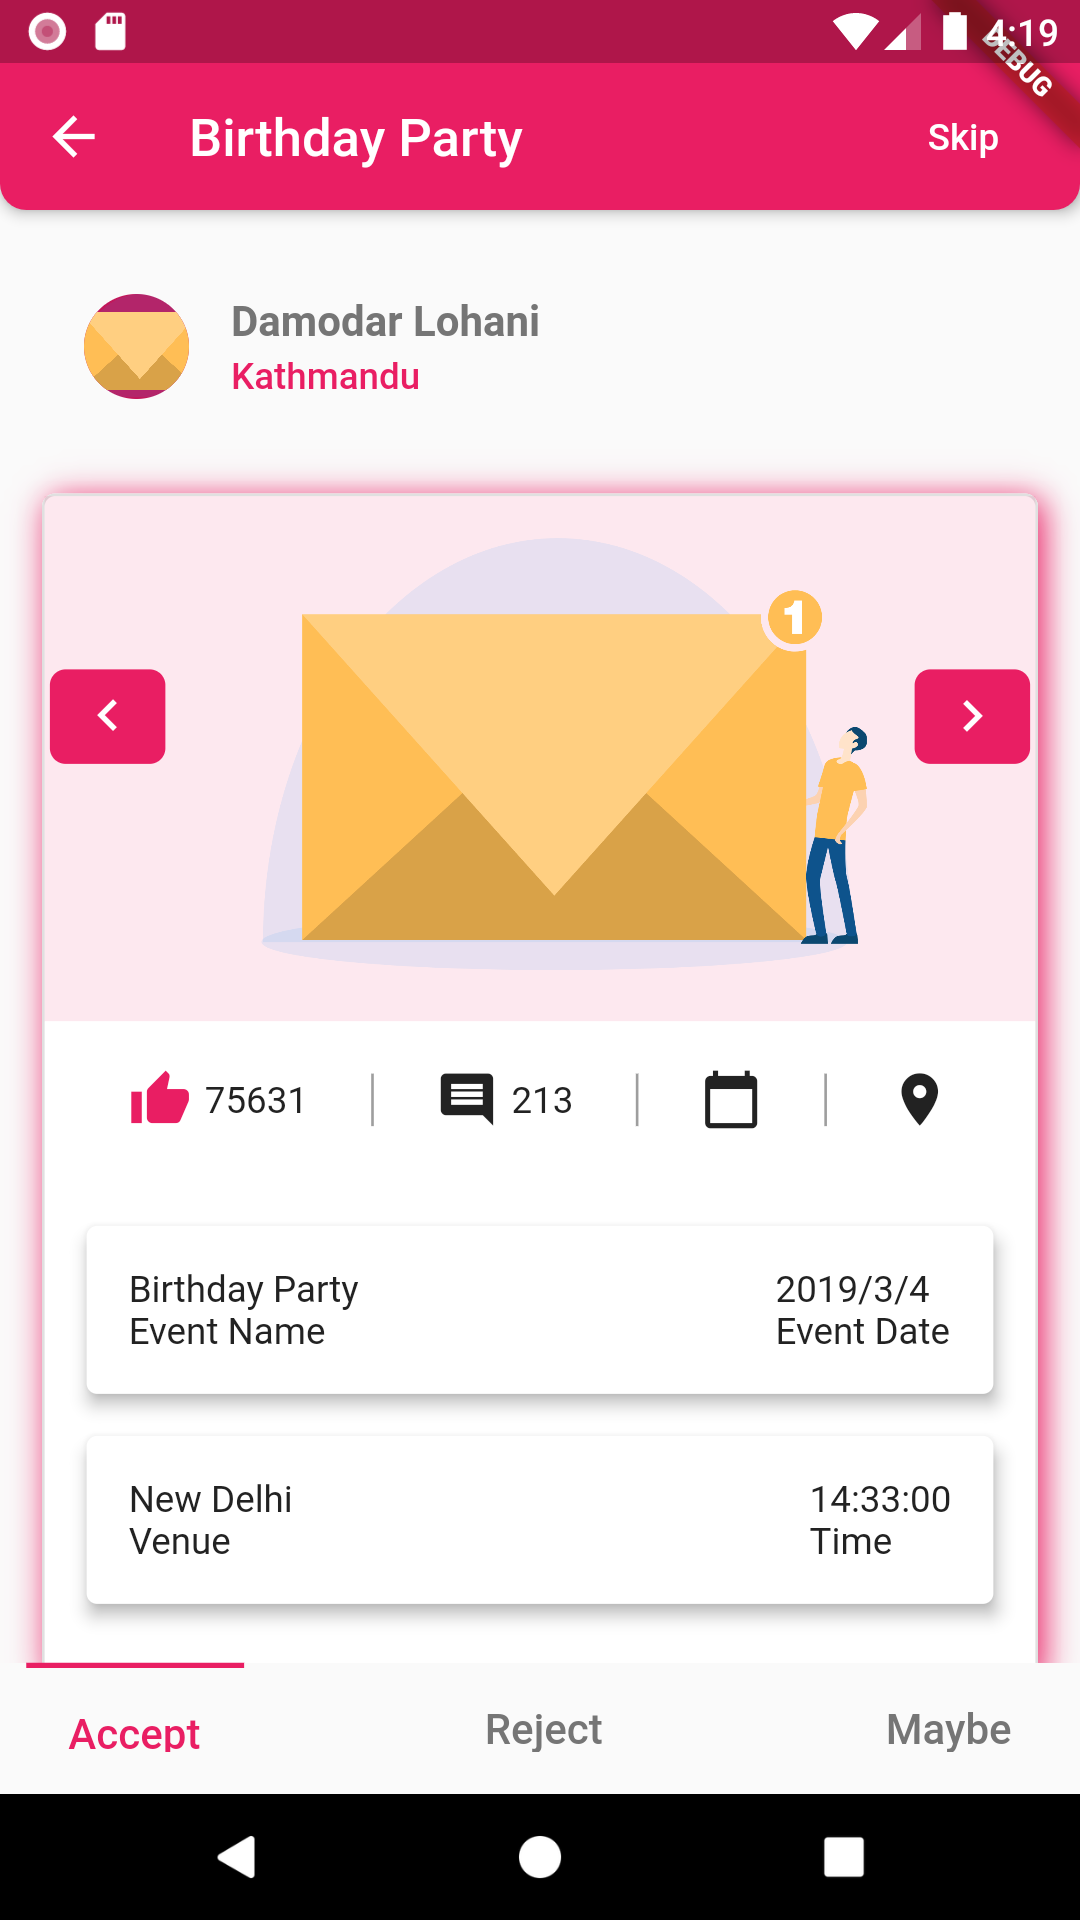 4:19
DEBUG
Birthday Party
Skip
Damodar Lohani
Kathmandu
1
75631
213
Birthday Party
2019/3/4
Event Name
Event Date
New Delhi
14:33:00
Venue
Time
Accept
Reject
Maybe